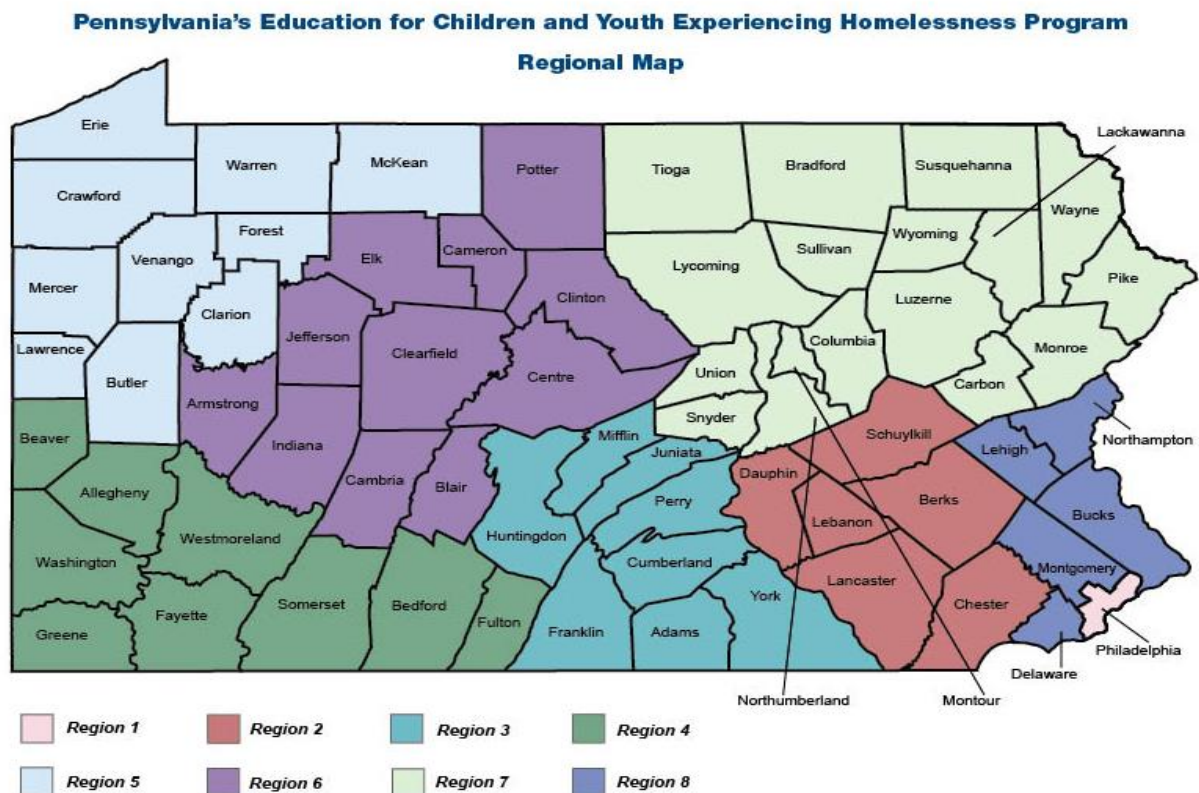 Pennsylvania's Education for Children and Youth Experiencing Homelessness Program
Regional Map
Erie
Warren
McKean
Potter
Tioga
Bradford
Susquehanna
Lackawanna
Crawford
Wayne
Forest
Venango
Elk
Cameron
Lycoming
Sullivan
Wyoming
Mercer
Clarion
Clinton
Luzerne
Pike
Jefferson
Clearfield
Columbia
Lawrence
Butler
Centre
Union
Monroe
Carbon
Armstrong
Snyder
Beaver
Indiana
Mifflin
Schuylkill
Northampton
Lehigh
Juniata
Allegheny
Cambria
Blair
Dauphin
Perry
Berks
Bucks
Lebanon
Huntingdon
Westmoreland
Washington
Cumberland
Montgomery
Lancaster
York
Chester
Somerset
Bedford
Fayette
Fulton
Greene
Franklin
Adams
Philadelphia
Delaware
Northumberland
Montour
Region 1
Region 2
Region 3
Region 4
Region 5
Region 6
Region 7
Region 8